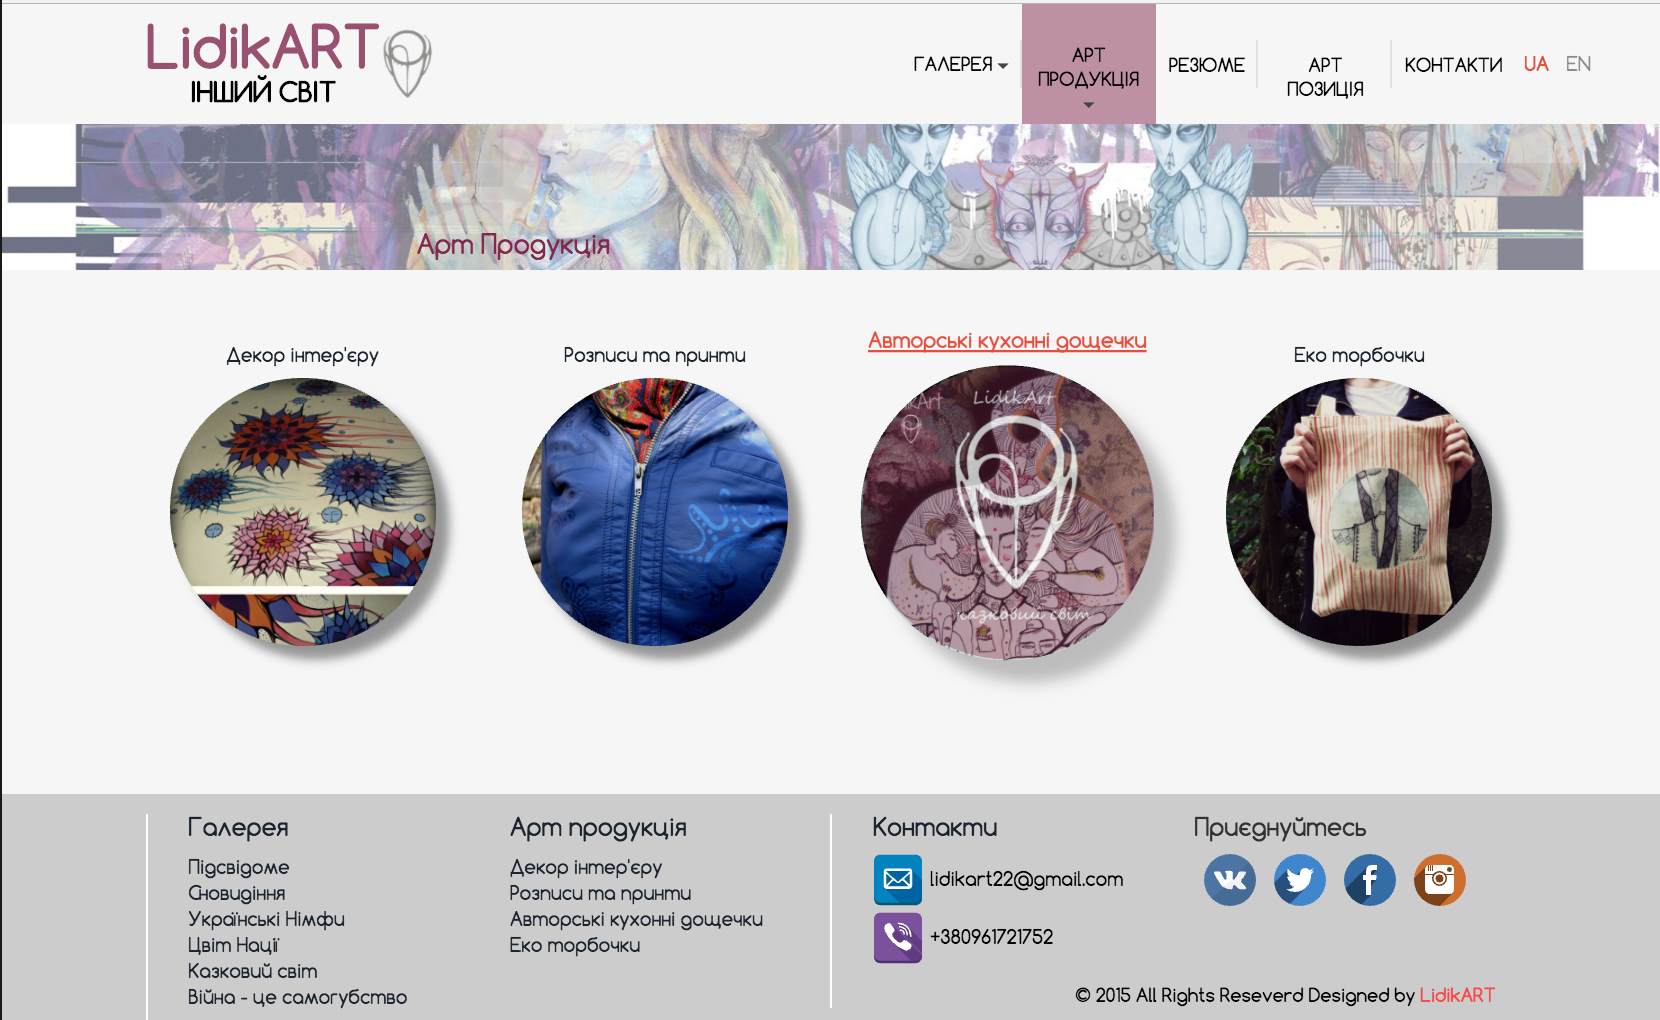 LidikART
ІНШИЙ СВІТ
ГАЛЕРЕЯ
АРТ
ПРОДУКЦІЯ
РЕЗЮМЕ
АРТ
ПОЗИЦІЯ
КОНТАКТИ
UA
EN
Арт Продукція
Декор інтер'єру
Розписи та принти
Авторські кухонні дощечки
Еко торбочки
LidikArt
казковий світ
Галерея
Підсвідоме
Сновидіння
Українські Німфи
Цвіт Нації
Казковий світ
Війна - це самогубство
Арт продукція
Декор інтер'єру
Розписи та принти
Авторські кухонні дощечки
Еко торбочки
Контакти
lidikart22@gmail.com
+380961721752
Приєднуйтесь
© 2015 All Rights Reseverd Designed by LidikART